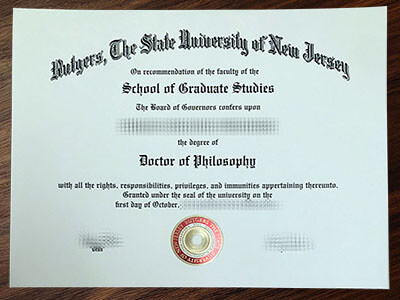 Rutgers, The State University of New Jersey
On recommendation of the faculty of the
School of Graduate Studies
The Board of Governors confers upon
the degree of
Doctor of Philosophy
with all the rights, responsibilities, privileges, and immunities appertaining thereunto.
Granted under the seal of the university on the
first day of October,